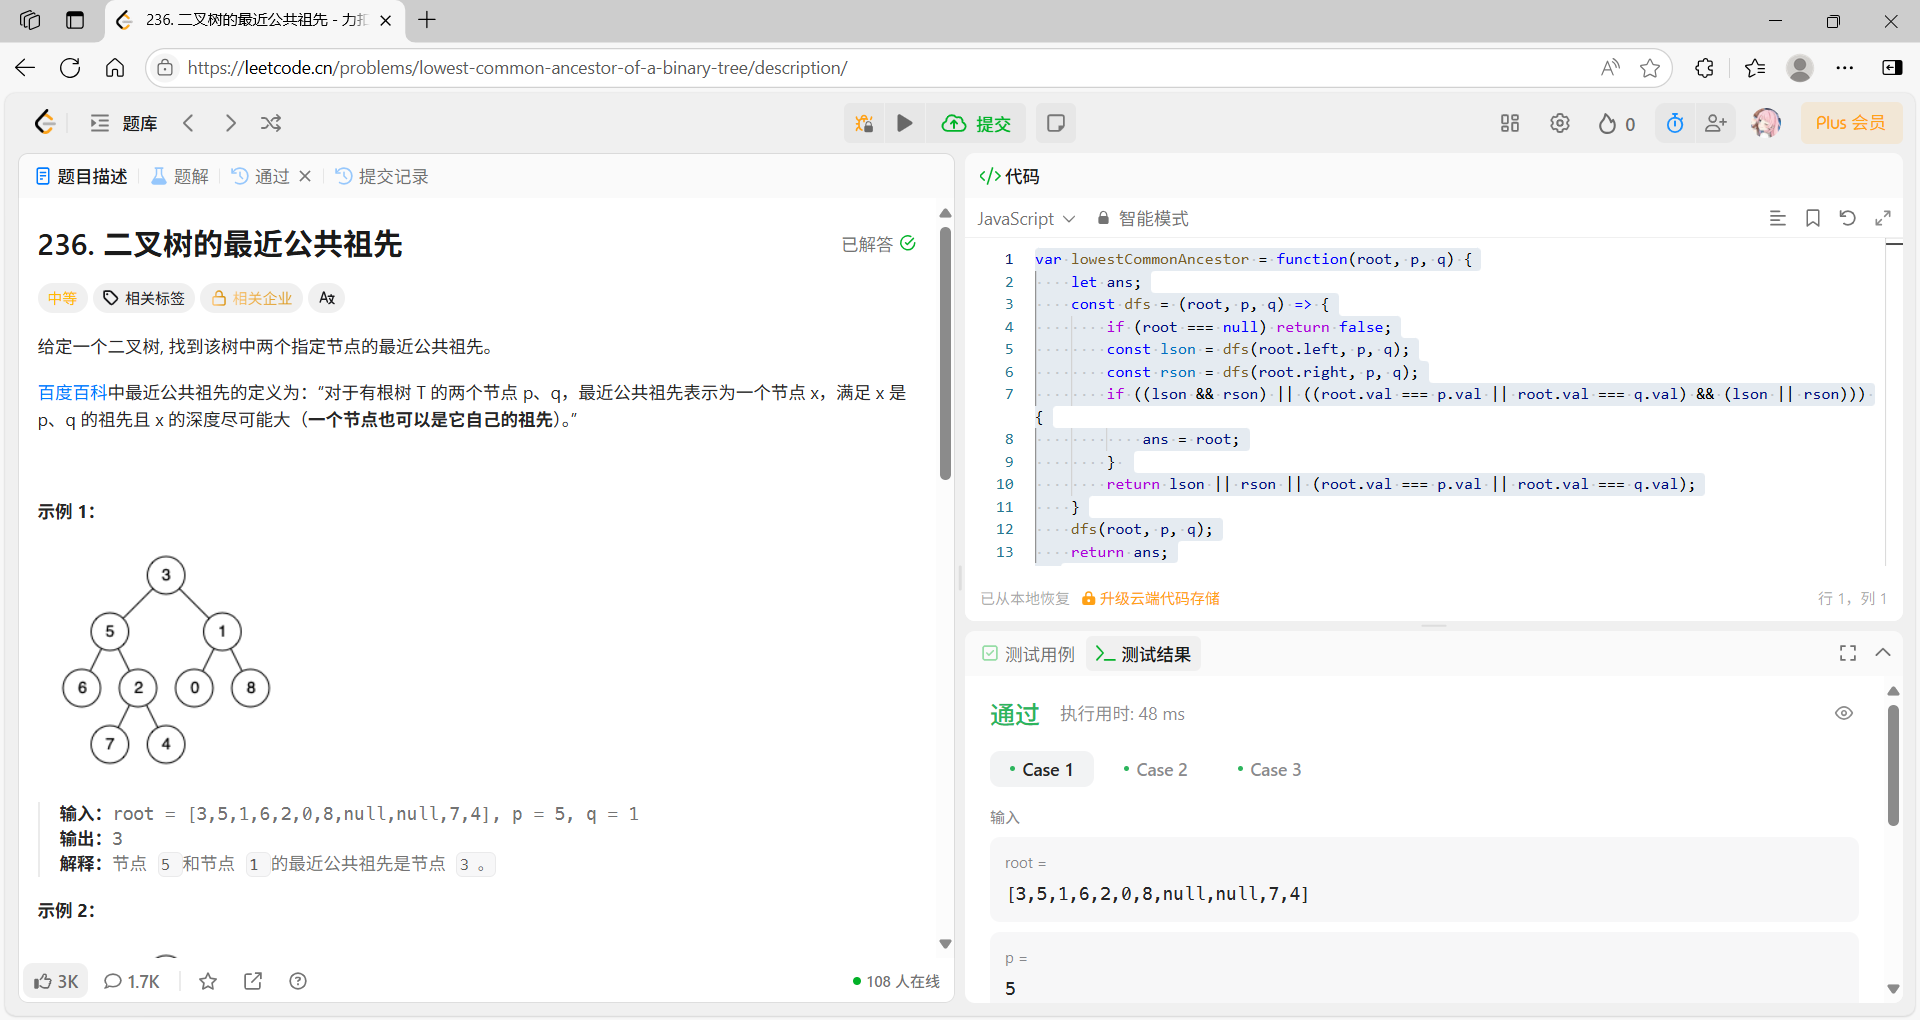 236. 二叉树的最近公共祖先 - 力扣
https://leetcode.cn/problems/lowest-common-ancestor-of-a-binary-tree/description/
题库
提交
0
Plus 会员
题目描述
题解
通过
提交记录
236. 二叉树的最近公共祖先
已解答
中等
相关标签
相关企业
给定一个二叉树, 找到该树中两个指定节点的最近公共祖先。
百度百科中最近公共祖先的定义为：“对于有根树 T 的两个节点 p、q，最近公共祖先表示为一个节点 x，满足 x 是
p、q 的祖先且 x 的深度尽可能大（一个节点也可以是它自己的祖先）。”
示例 1：
3
5 1
6 2 0 8
7 4
输入：root = [3,5,1,6,2,0,8,null,null,7,4], p = 5, q = 1
输出：3
解释：节点 5 和节点 1 的最近公共祖先是节点 3 。
示例 2：
3K
1.7K
108 人在线
</> 代码
JavaScript
智能模式
1 var lowestCommonAncestor = function(root, p, q) {
2 let ans;
3 const dfs = (root, p, q) => {
4 if (root === null) return false;
5 const lson = dfs(root.left, p, q);
6 const rson = dfs(root.right, p, q);
7 if ((lson && rson) || ((root.val === p.val || root.val === q.val) && (lson || rson)))
{
8 ans = root;
9 }
10 return lson || rson || (root.val === p.val || root.val === q.val);
11 }
12 dfs(root, p, q);
13 return ans;
已从本地恢复
升级云端代码存储
行 1，列 1
测试用例
测试结果
通过
执行用时: 48 ms
Case 1
Case 2
Case 3
输入
root =
[3,5,1,6,2,0,8,null,null,7,4]
p =
5